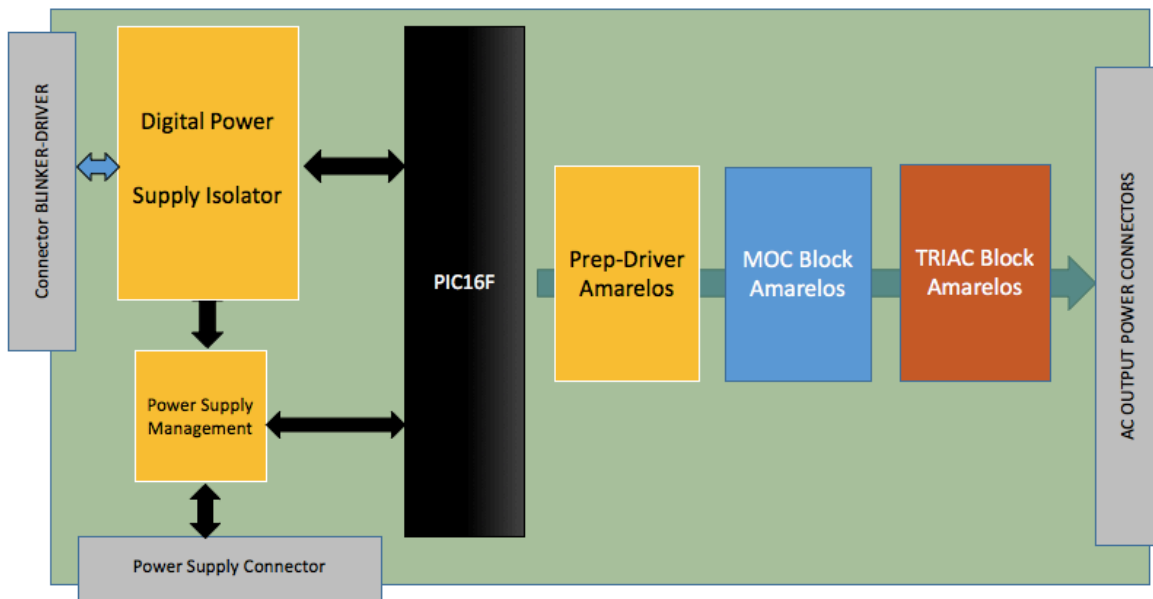 Connector BLINKER-DRIVER
Digital Power
Supply Isolator
Power Supply
Management
Power Supply Connector
PIC16F
Prep-Driver
Amarelos
MOC Block
Amarelos
TRIAC Block
Amarelos
AC OUTPUT POWER CONNECTORS